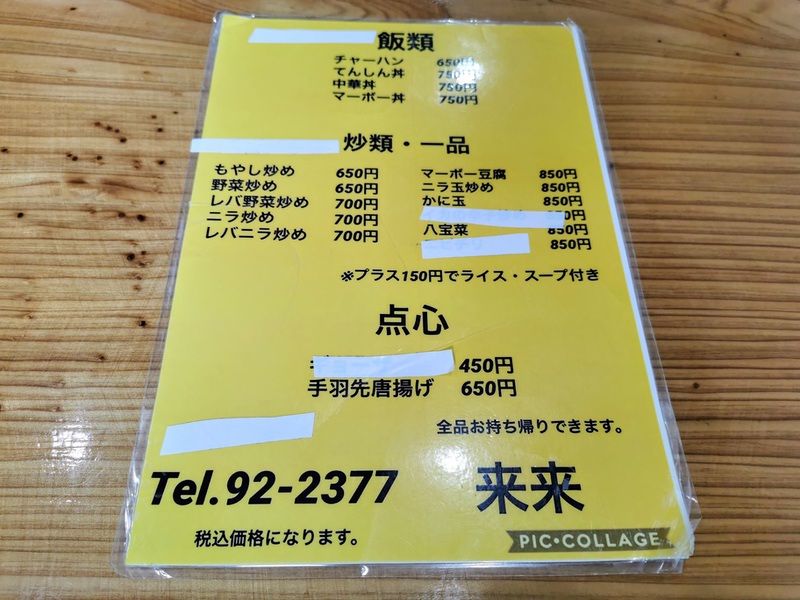 飯類
チャーハン 650円
てんしん丼 750円
中華丼 750円
マーボー丼 750円
炒類・一品
もやし炒め 650円
野菜炒め 650円
レバ野菜炒め 700円
ニラ炒め 700円
レバニラ炒め 700円
マーボー豆腐 850円
ニラ玉炒め 850円
かに玉 850円
八宝菜 850円
850円
※プラス150円でライス・スープ付き
点心
450円
手羽先唐揚げ 650円
全品お持ち帰りできます。
Tel.92-2377 来来
税込価格になります。
PIC•COLLAGE